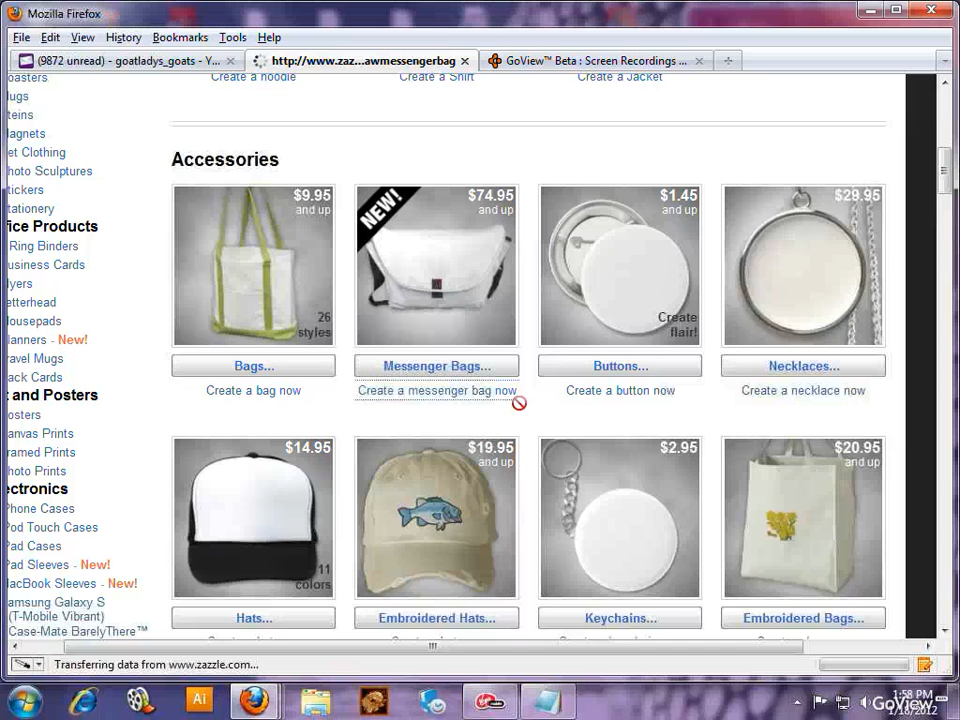 Mozilla Firefox
File Edit View History Bookmarks Tools Help
(9872 unread) - goatladys_goats - Y...
http://www.zaz...awmessengerbag
GoView™ Beta : Screen Recordings ...
oasters
Create a hoodie Create a Shirt Create a Jacket
lugs
teins
lagnets
et Clothing
hoto Sculptures
tickers
tationery
fice Products
Ring Binders
usiness Cards
lyers
etterhead
lousepads
lanners - New!
ravel Mugs
ack Cards
t and Posters
osters
anvas Prints
ramed Prints
hoto Prints
ectronics
Phone Cases
Pod Touch Cases
Pad Cases
Pad Sleeves - New!
lacBook Sleeves - New!
amsung Galaxy S
(T-Mobile Vibrant)
Case-Mate BarelyThere™
Accessories
$9.95
and up
26
styles
Bags...
Create a bag now
NEW!
$74.95
and up
Messenger Bags...
Create a messenger bag now
$1.45
and up
Create
flair!
Buttons...
Create a button now
$29.95
Necklaces...
Create a necklace now
$14.95
11
colors
Hats...
$19.95
and up
Embroidered Hats...
$2.95
Keychains...
$20.95
and up
Embroidered Bags...
Transferring data from www.zazzle.com...
Ai
1:58 PM
1/18/2012
GoView